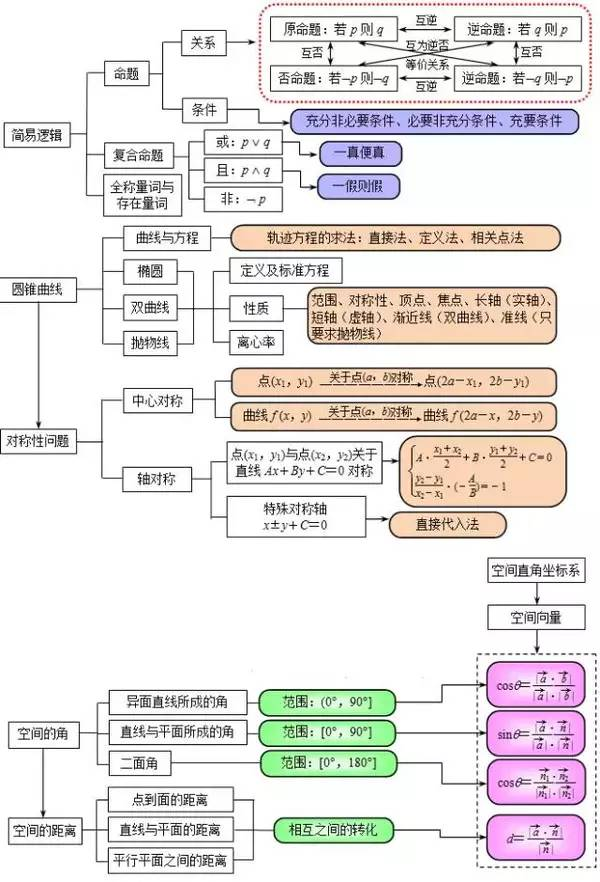 关系
原命题：若 p 则 q
互逆
逆命题：若 q 则 p
互否
互为逆否
互否
等价关系
否命题：若¬p 则¬q
互逆
逆命题：若¬q 则¬p
命题
条件
充分非必要条件、必要非充分条件、充要条件
简易逻辑
复合命题
或：p∨q
一真便真
且：p∧q
一假则假
非：¬p
全称量词与
存在量词
曲线与方程
轨迹方程的求法：直接法、定义法、相关点法
圆锥曲线
椭圆
定义及标准方程
双曲线
性质
范围、对称性、顶点、焦点、长轴（实轴）、
短轴（虚轴）、渐近线（双曲线）、准线（只
要求抛物线）
抛物线
离心率
中心对称
点(x₁，y₁) 关于点(a，b)对称 点(2a－x₁，2b－y₁)
曲线 f(x，y) 关于点(a，b)对称 曲线 f(2a－x，2b－y)
对称性问题
轴对称
点(x₁，y₁)与点(x₂，y₂)关于
直线 Ax＋By＋C＝0 对称
A·(x₁＋x₂)/2＋B·(y₁＋y₂)/2＋C＝0
(y₂－y₁)/(x₂－x₁)·(－A/B)＝－1
特殊对称轴
x±y＋C＝0
直接代入法
空间直角坐标系
空间向量
空间的角
异面直线所成的角
范围：(0°，90°]
cosθ＝|a⃗·b⃗|/|a⃗|·|b⃗|
直线与平面所成的角
范围：[0°，90°]
sinθ＝|a⃗·n⃗|/|a⃗|·|n⃗|
二面角
范围：[0°，180°]
cosθ＝n⃗₁·n⃗₂/|n⃗₁|·|n⃗₂|
空间的距离
点到面的距离
直线与平面的距离
相互之间的转化
d＝|a⃗·n⃗|/|n⃗|
平行平面之间的距离